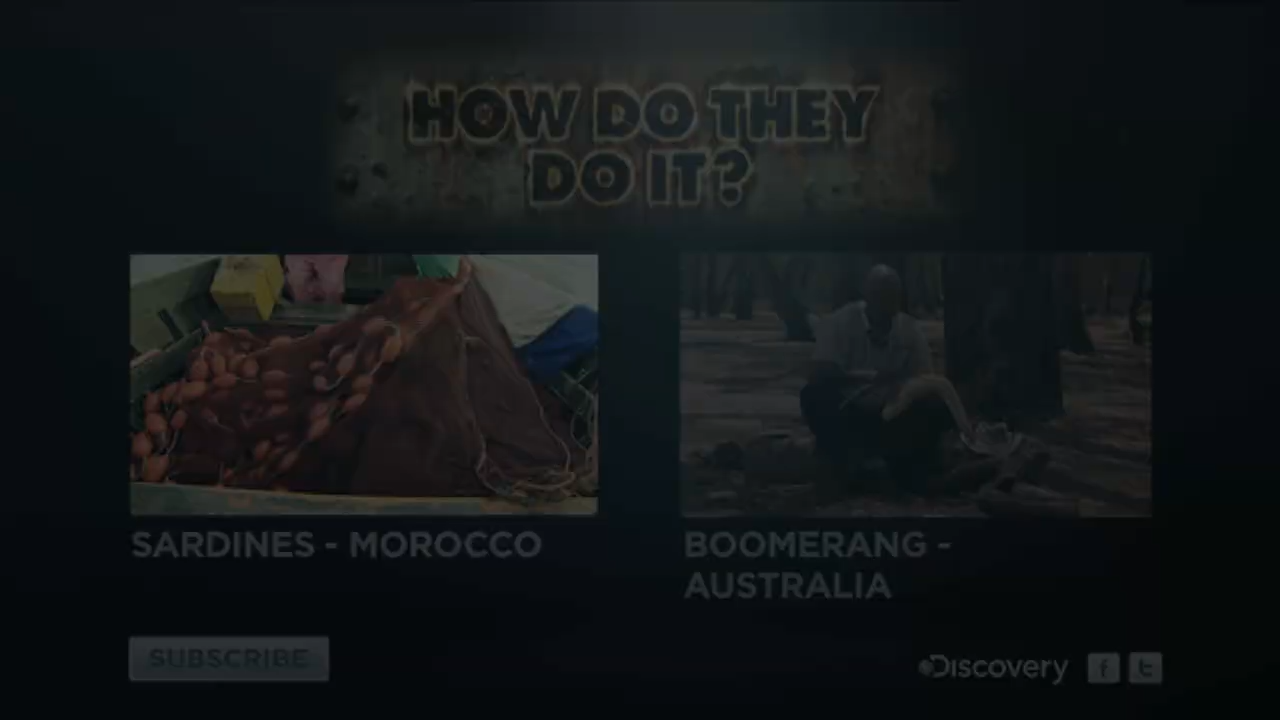 HOW DO THEY
DO IT?
SARDINES - MOROCCO
BOOMERANG -
AUSTRALIA
SUBSCRIBE
Discovery
f
t